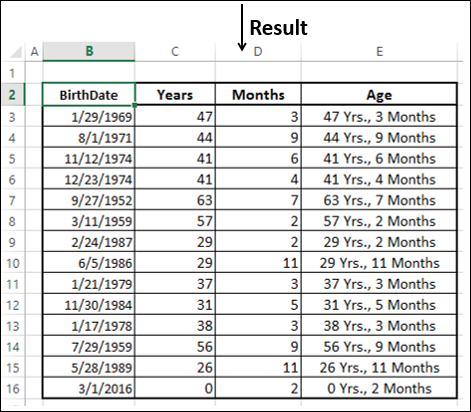 Result
A B C D E
1
2 BirthDate Years Months Age
3 1/29/1969 47 3 47 Yrs., 3 Months
4 8/1/1971 44 9 44 Yrs., 9 Months
5 11/12/1974 41 6 41 Yrs., 6 Months
6 12/23/1974 41 4 41 Yrs., 4 Months
7 9/27/1952 63 7 63 Yrs., 7 Months
8 3/11/1959 57 2 57 Yrs., 2 Months
9 2/24/1987 29 2 29 Yrs., 2 Months
10 6/5/1986 29 11 29 Yrs., 11 Months
11 1/21/1979 37 3 37 Yrs., 3 Months
12 11/30/1984 31 5 31 Yrs., 5 Months
13 1/17/1978 38 3 38 Yrs., 3 Months
14 7/29/1959 56 9 56 Yrs., 9 Months
15 5/28/1989 26 11 26 Yrs., 11 Months
16 3/1/2016 0 2 0 Yrs., 2 Months